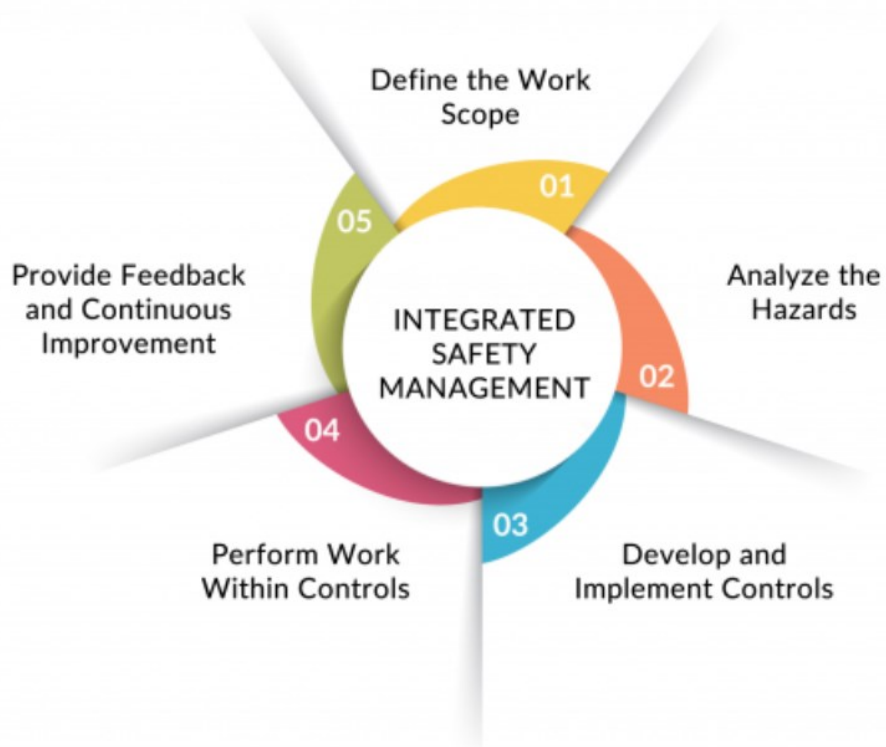 Define the Work
Scope
01
Analyze the
Hazards
02
Develop and
Implement Controls
03
Perform Work
Within Controls
04
Provide Feedback
and Continuous
Improvement
05
INTEGRATED
SAFETY
MANAGEMENT